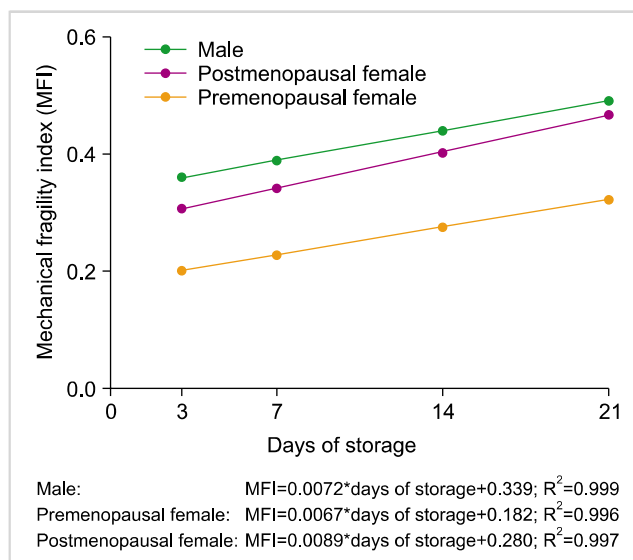 Mechanical fragility index (MFI)
0.6
0.4
0.2
0.0
Male
Postmenopausal female
Premenopausal female
0 3 7 14 21
Days of storage
Male: MFI=0.0072*days of storage+0.339; R²=0.999
Premenopausal female: MFI=0.0067*days of storage+0.182; R²=0.996
Postmenopausal female: MFI=0.0089*days of storage+0.280; R²=0.997